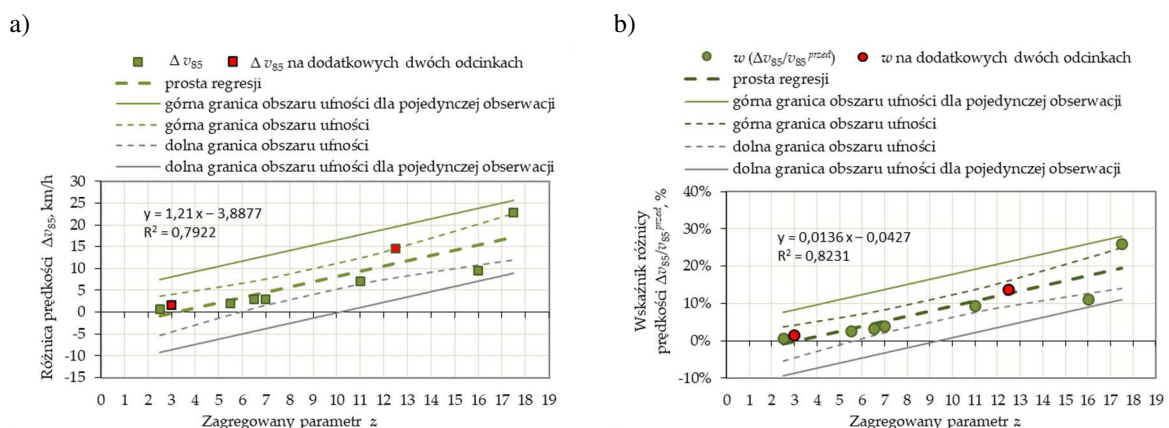 a)
Δ v85 Δ v85 na dodatkowych dwóch odcinkach
prosta regresji
górna granica obszaru ufności dla pojedynczej obserwacji
górna granica obszaru ufności
dolna granica obszaru ufności
dolna granica obszaru ufności dla pojedynczej obserwacji
Różnica prędkości Δv85, km/h
30
25
20
15
10
5
0
-5
-10
-15
y = 1,21 x – 3,8877
R² = 0,7922
0 1 2 3 4 5 6 7 8 9 10 11 12 13 14 15 16 17 18 19
Zagregowany parametr z
b)
w (Δv85/v85przed) w na dodatkowych dwóch odcinkach
prosta regresji
górna granica obszaru ufności dla pojedynczej obserwacji
górna granica obszaru ufności
dolna granica obszaru ufności
dolna granica obszaru ufności dla pojedynczej obserwacji
Wskaźnik różnicy
prędkości Δv85/v85przed, %
40%
30%
20%
10%
0%
-10%
y = 0,0136 x – 0,0427
R² = 0,8231
0 1 2 3 4 5 6 7 8 9 10 11 12 13 14 15 16 17 18 19
Zagregowany parametr z